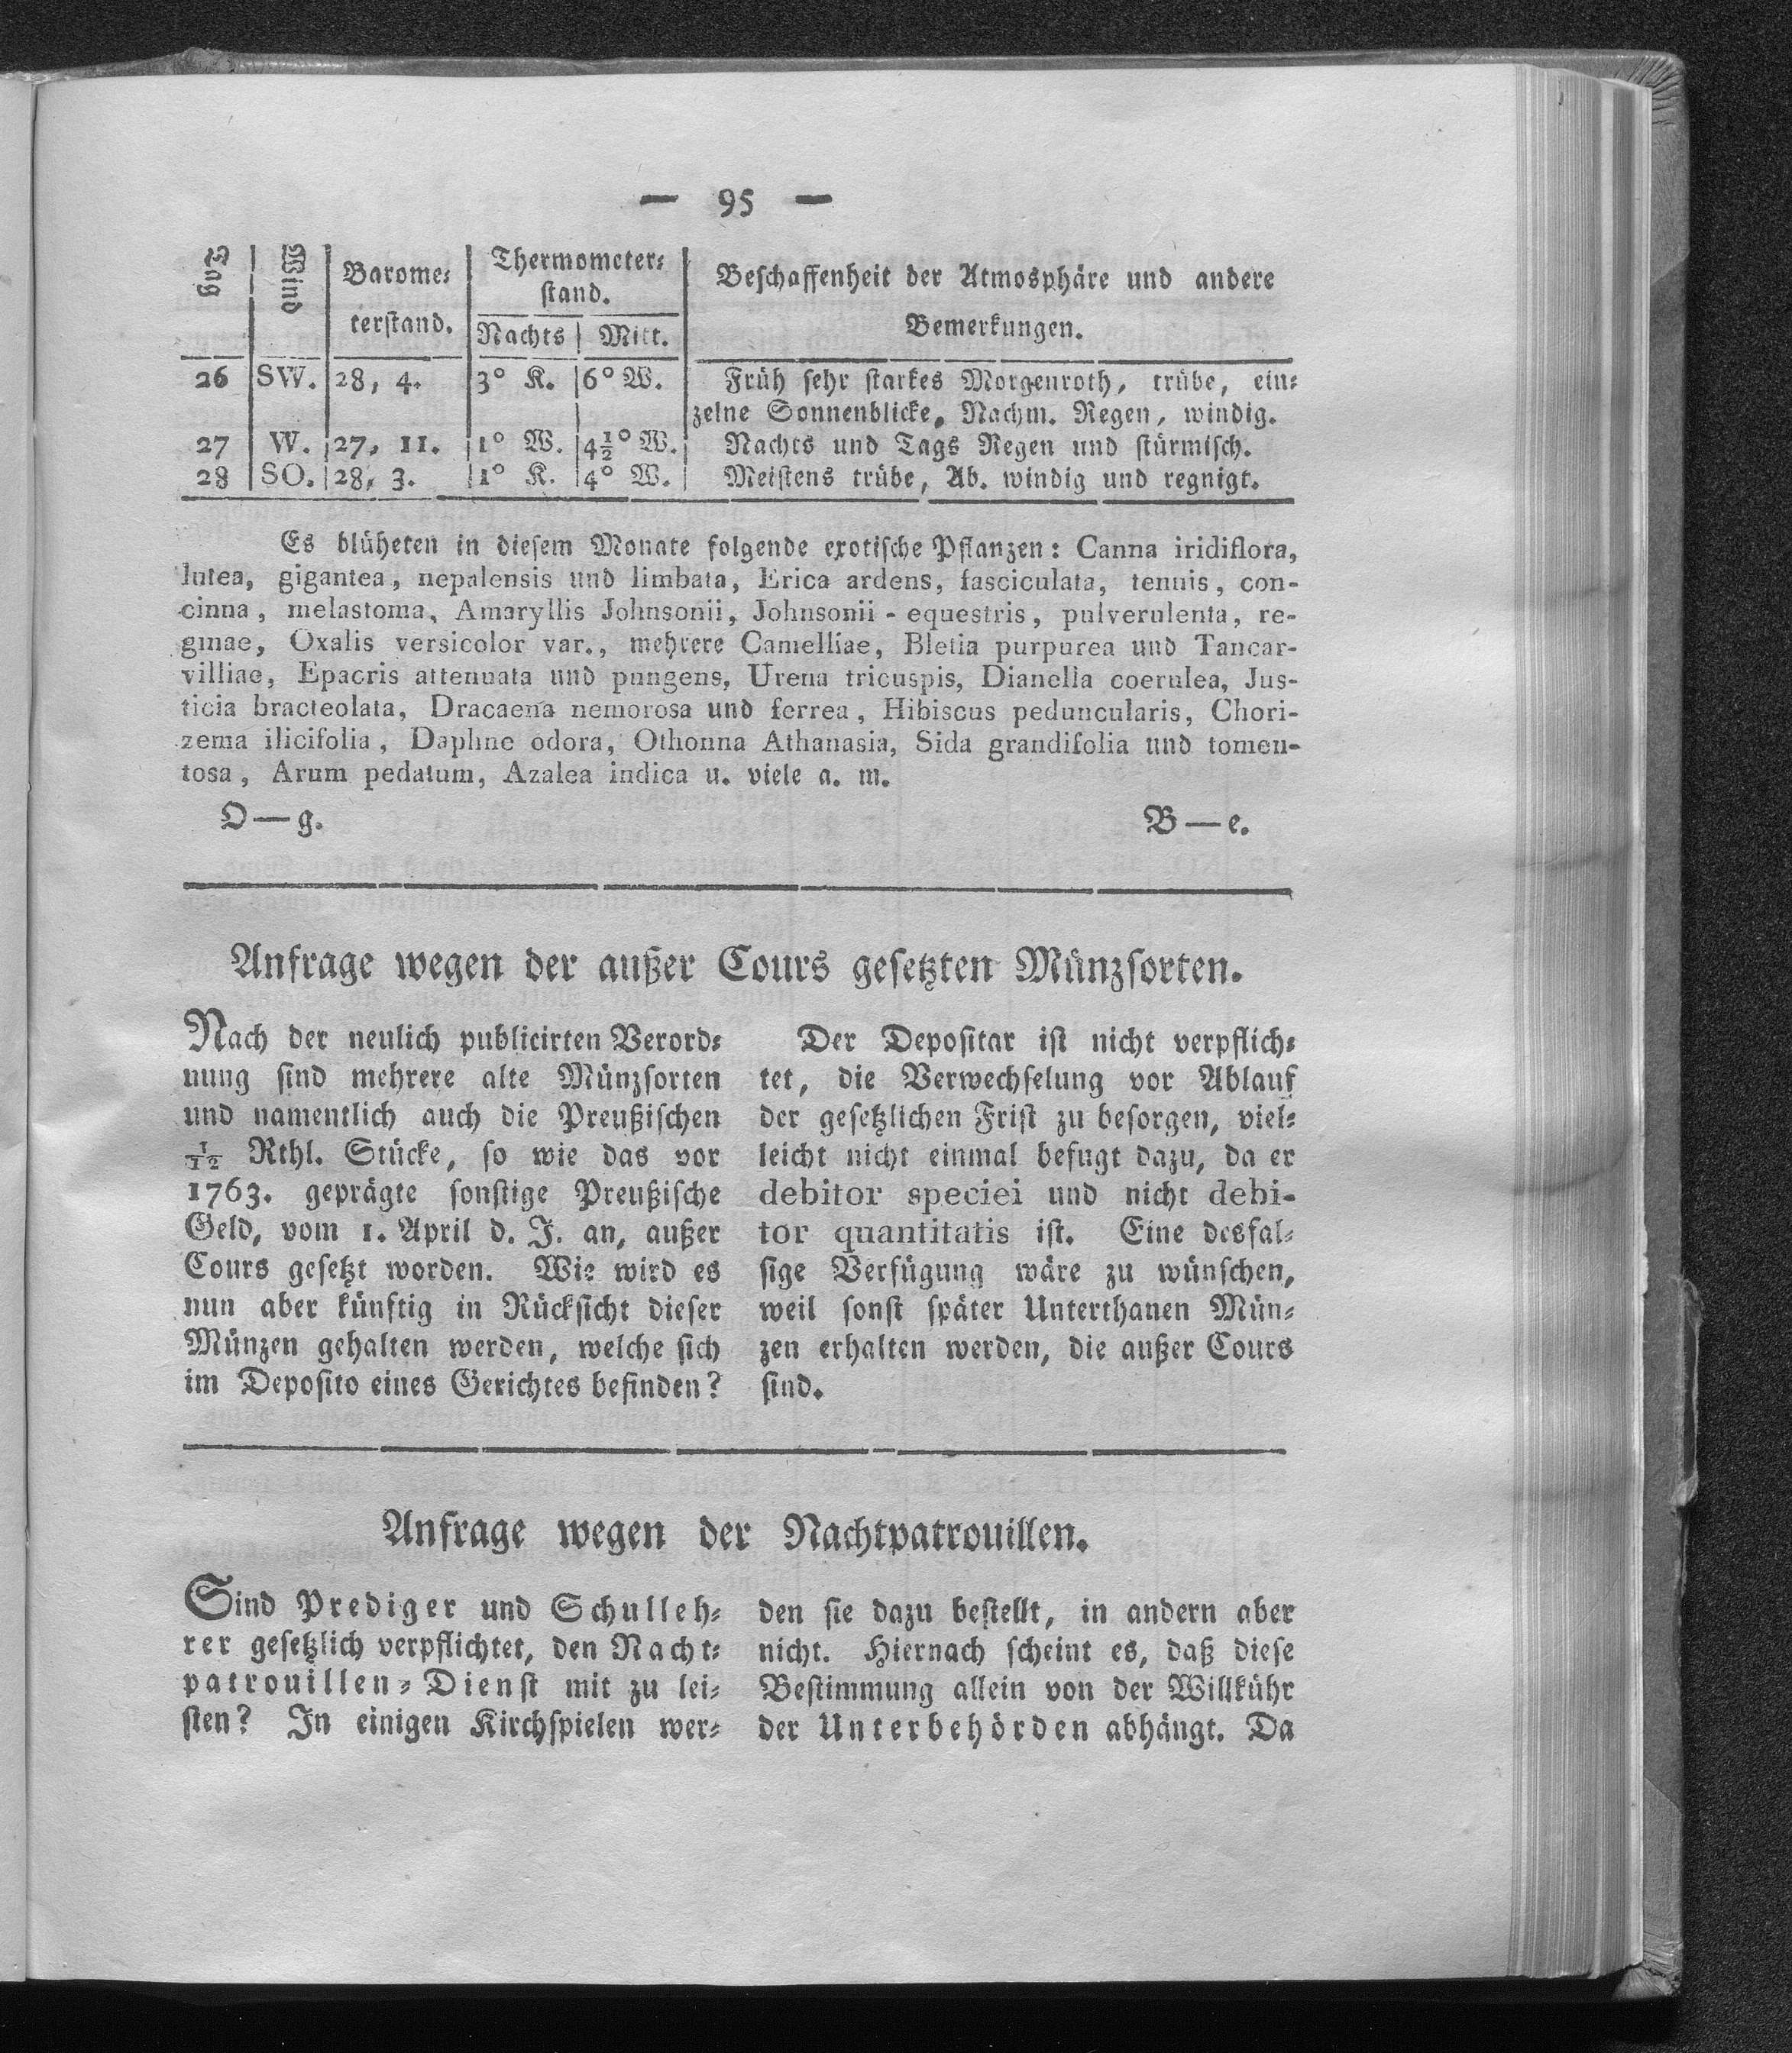 — 95 —
Tag | Wind | Barome- terstand. | Thermometer- stand. Nachts | Mitt. | Beschaffenheit der Atmosphäre und andere Bemerkungen.
26 | SW. | 28, 4. | 3° K. | 6° W. | Früh sehr starkes Morgenroth, trübe, ein-
zelne Sonnenblicke, Nachm. Regen, windig.
27 | W. | 27, 11. | 1° W. | 4½° W. | Nachts und Tags Regen und stürmisch.
28 | SO. | 28, 3. | 1° K. | 4° W. | Meistens trübe, Ab. windig und regnigt.
Es blüheten in diesem Monate folgende exotische Pflanzen: Canna iridiflora,
lutea, gigantea, nepalensis und limbata, Erica ardens, fasciculata, tenuis, con-
cinna, melastoma, Amaryllis Johnsonii, Johnsonii - equestris, pulverulenta, re-
ginae, Oxalis versicolor var., mehrere Camelliae, Bletia purpurea und Tancar-
villiae, Epacris attenuata und pungens, Urena tricuspis, Dianella coerulea, Jus-
ticia bracteolata, Dracaena nemorosa und ferrea, Hibiscus peduncularis, Chori-
zema ilicifolia, Daphne odora, Othonna Athanasia, Sida grandifolia und tomen-
tosa, Arum pedatum, Azalea indica u. viele a. m.
O—g. B—e.
Anfrage wegen der außer Cours gesetzten Münzsorten.
Nach der neulich publicirten Verord-
nung sind mehrere alte Münzsorten
und namentlich auch die Preußischen
1/12 Rthl. Stücke, so wie das vor
1763. geprägte sonstige Preußische
Geld, vom 1. April d. J. an, außer
Cours gesetzt worden. Wie wird es
nun aber künftig in Rücksicht dieser
Münzen gehalten werden, welche sich
im Deposito eines Gerichtes befinden?
Der Depositar ist nicht verpflich-
tet, die Verwechselung vor Ablauf
der gesetzlichen Frist zu besorgen, viel-
leicht nicht einmal befugt dazu, da er
debitor speciei und nicht debi-
tor quantitatis ist. Eine desfal-
sige Verfügung wäre zu wünschen,
weil sonst später Unterthanen Mün-
zen erhalten werden, die außer Cours
sind.
Anfrage wegen der Nachtpatrouillen.
Sind Prediger und Schulleh-
rer gesetzlich verpflichtet, den Nacht-
patrouillen-Dienst mit zu lei-
sten? In einigen Kirchspielen wer-
den sie dazu bestellt, in andern aber
nicht. Hiernach scheint es, daß diese
Bestimmung allein von der Willkühr
der Unterbehörden abhängt. Da